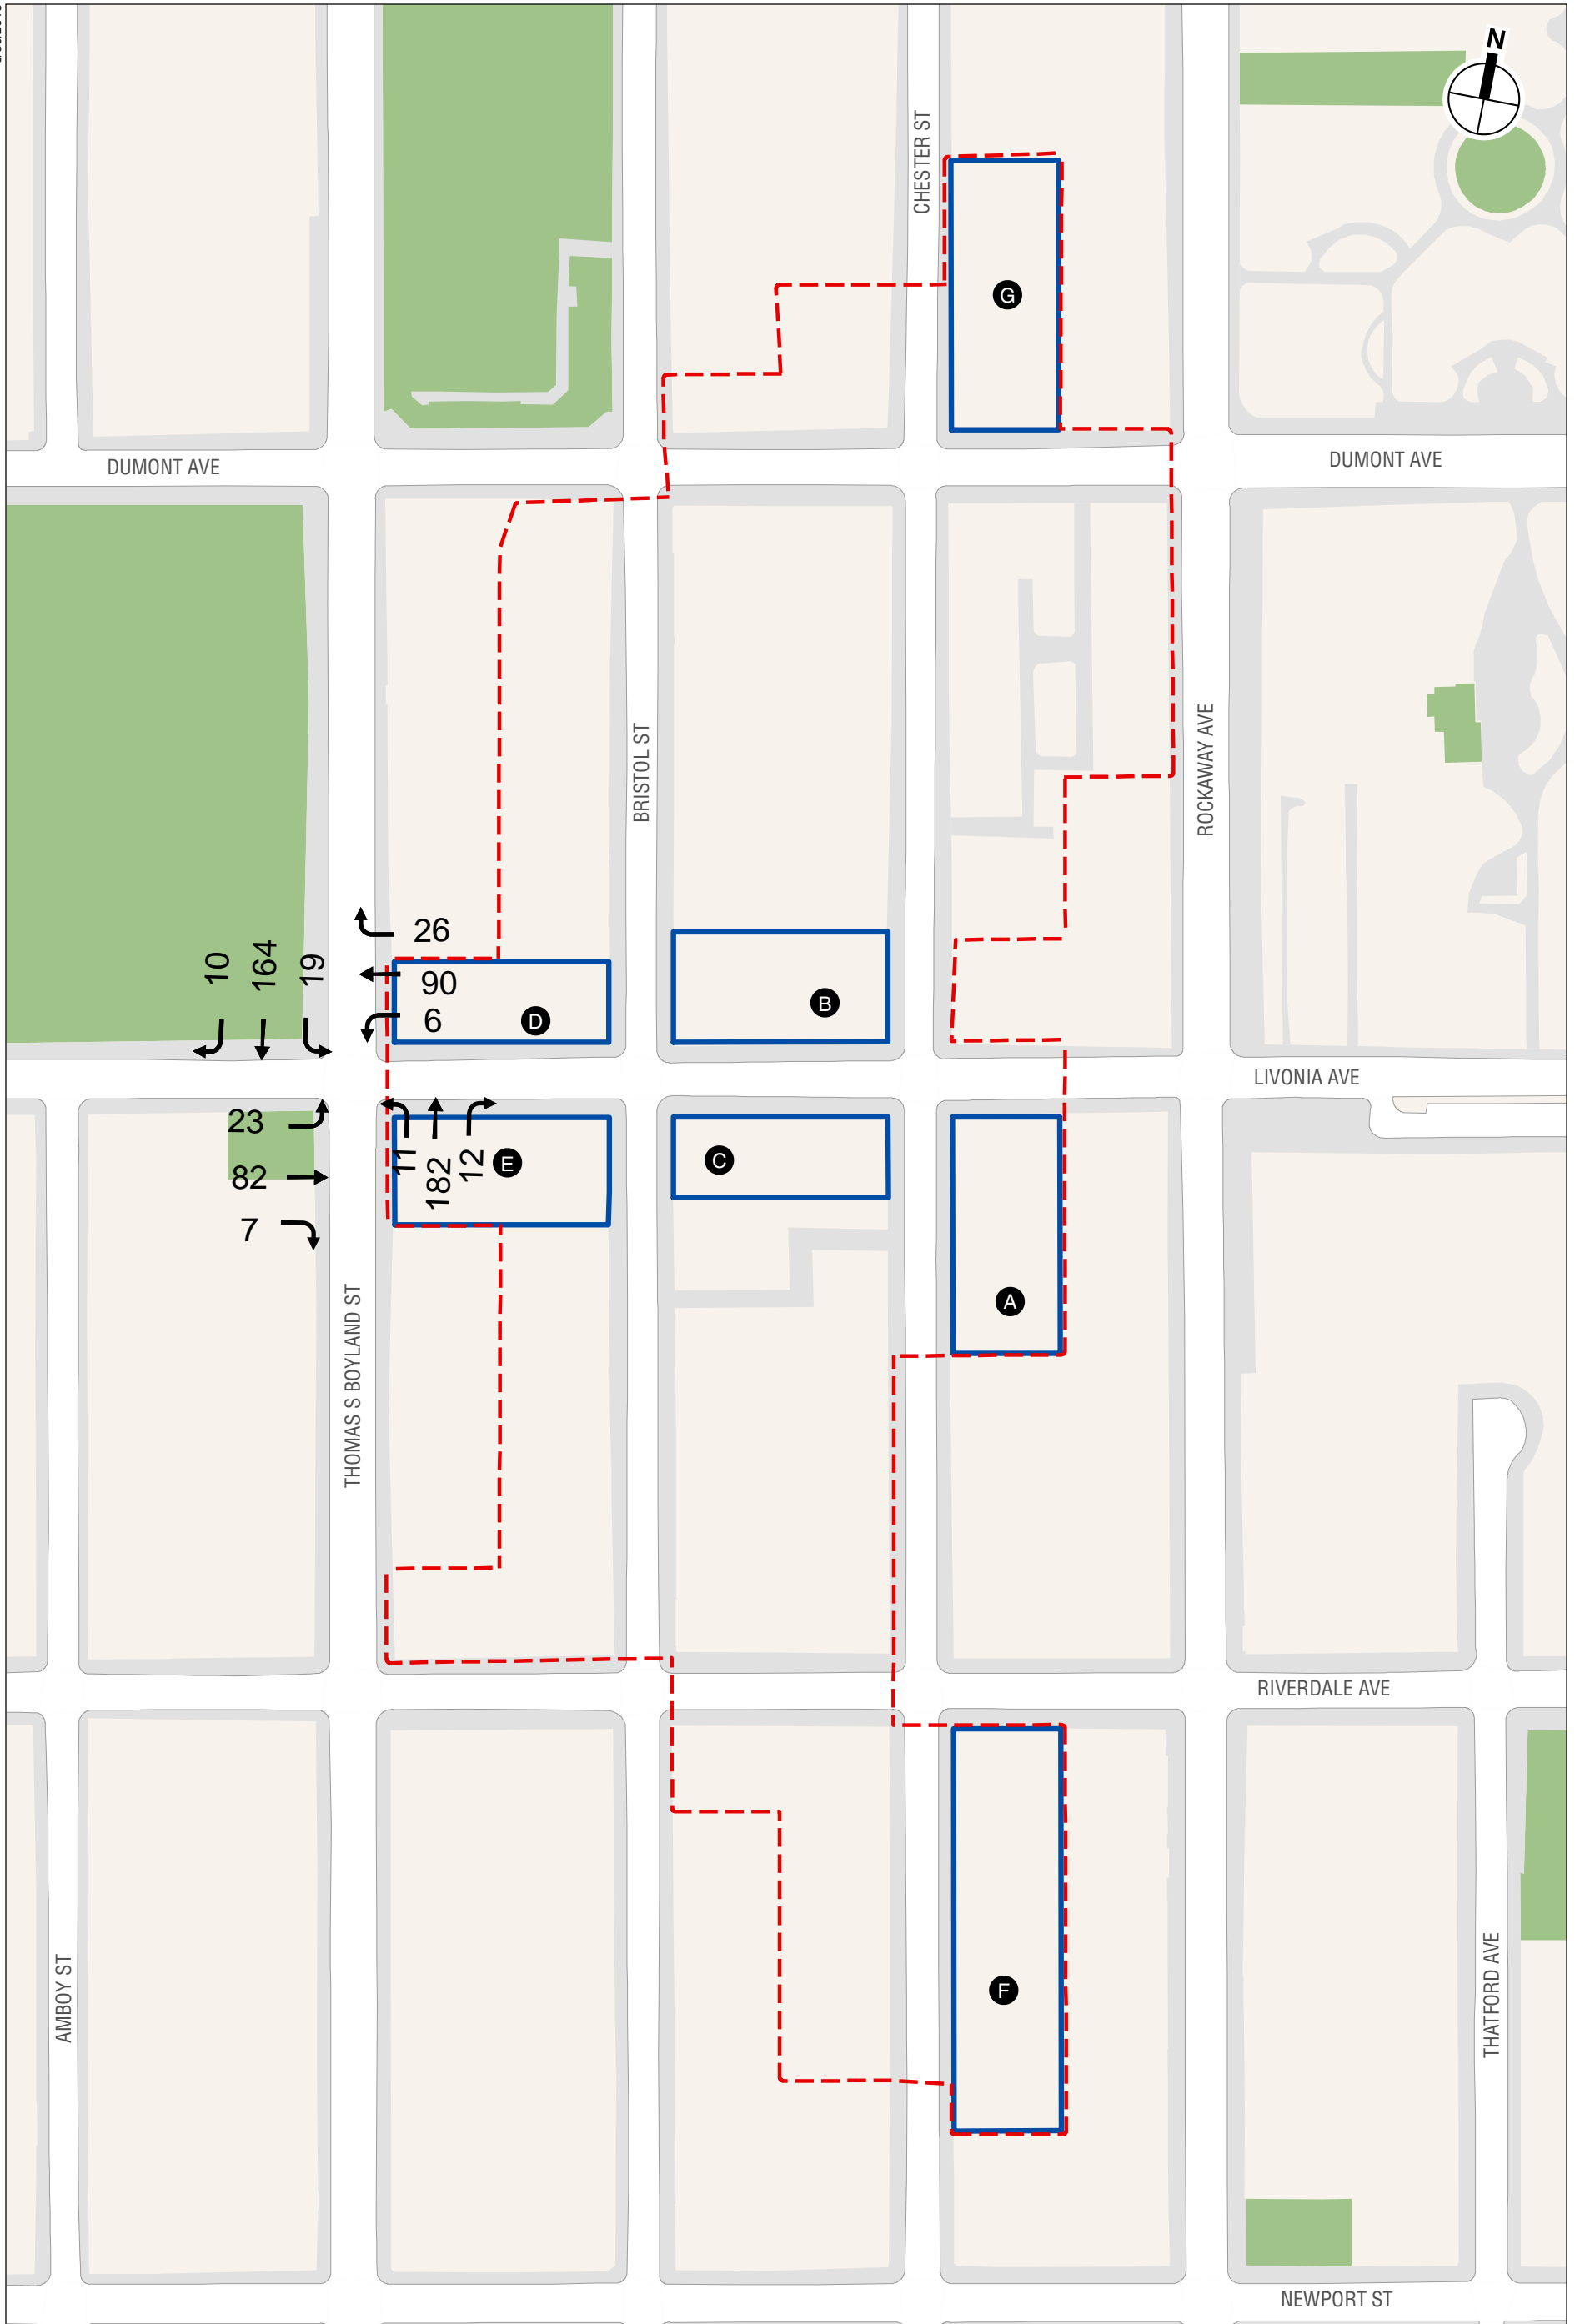 N
CHESTER ST
G
DUMONT AVE
DUMONT AVE
BRISTOL ST
ROCKAWAY AVE
26
10
164
19
90
6
D
B
LIVONIA AVE
23
82
7
11
182
12
E
C
A
THOMAS S BOYLAND ST
RIVERDALE AVE
AMBOY ST
THATFORD AVE
F
NEWPORT ST